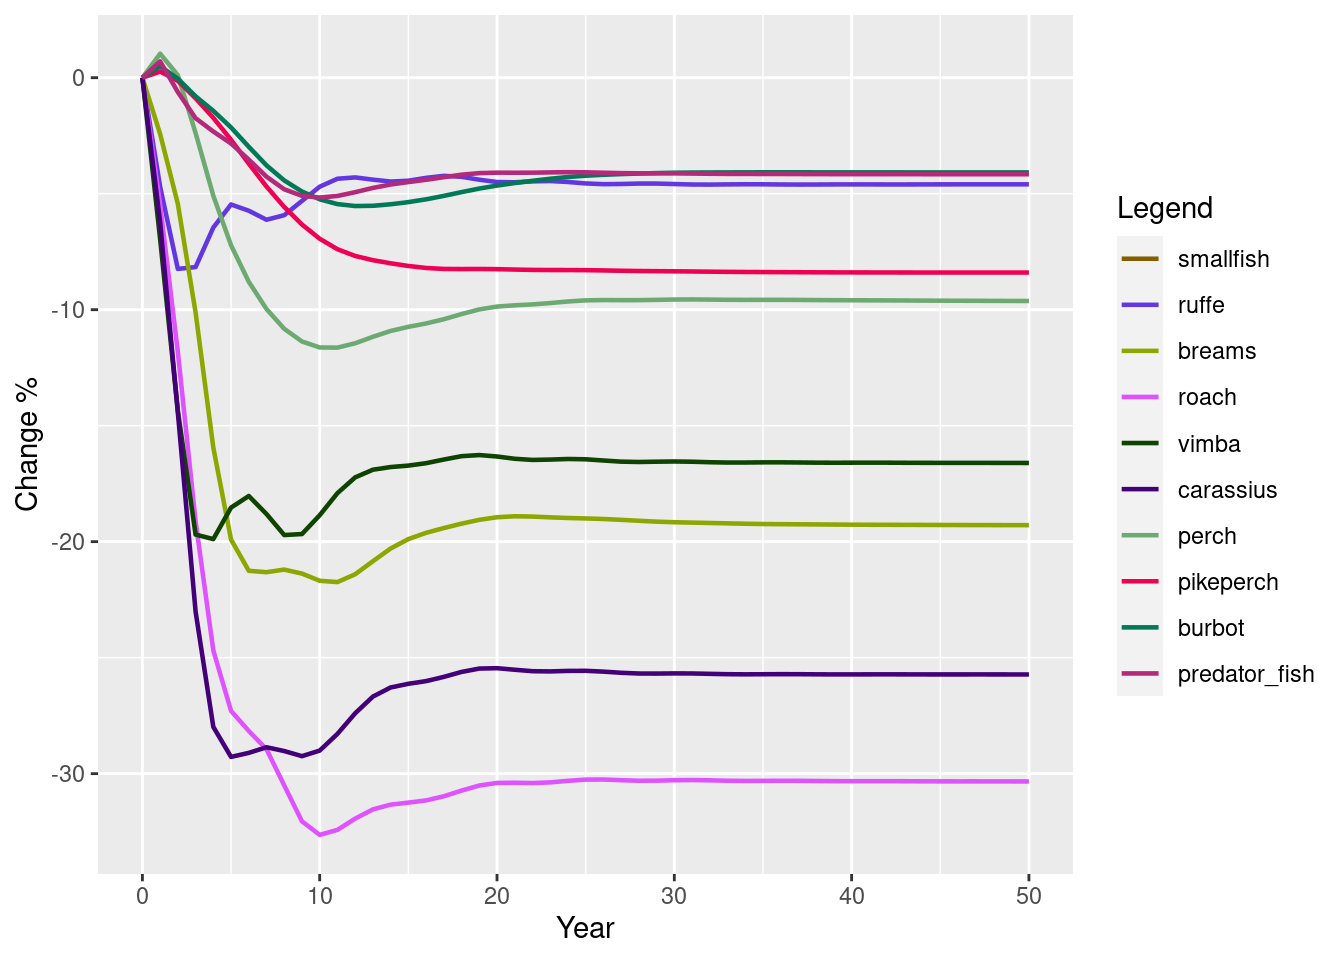 0
-10
-20
-30
Change %
0 10 20 30 40 50
Year
Legend
smallfish
ruffe
breams
roach
vimba
carassius
perch
pikeperch
burbot
predator_fish